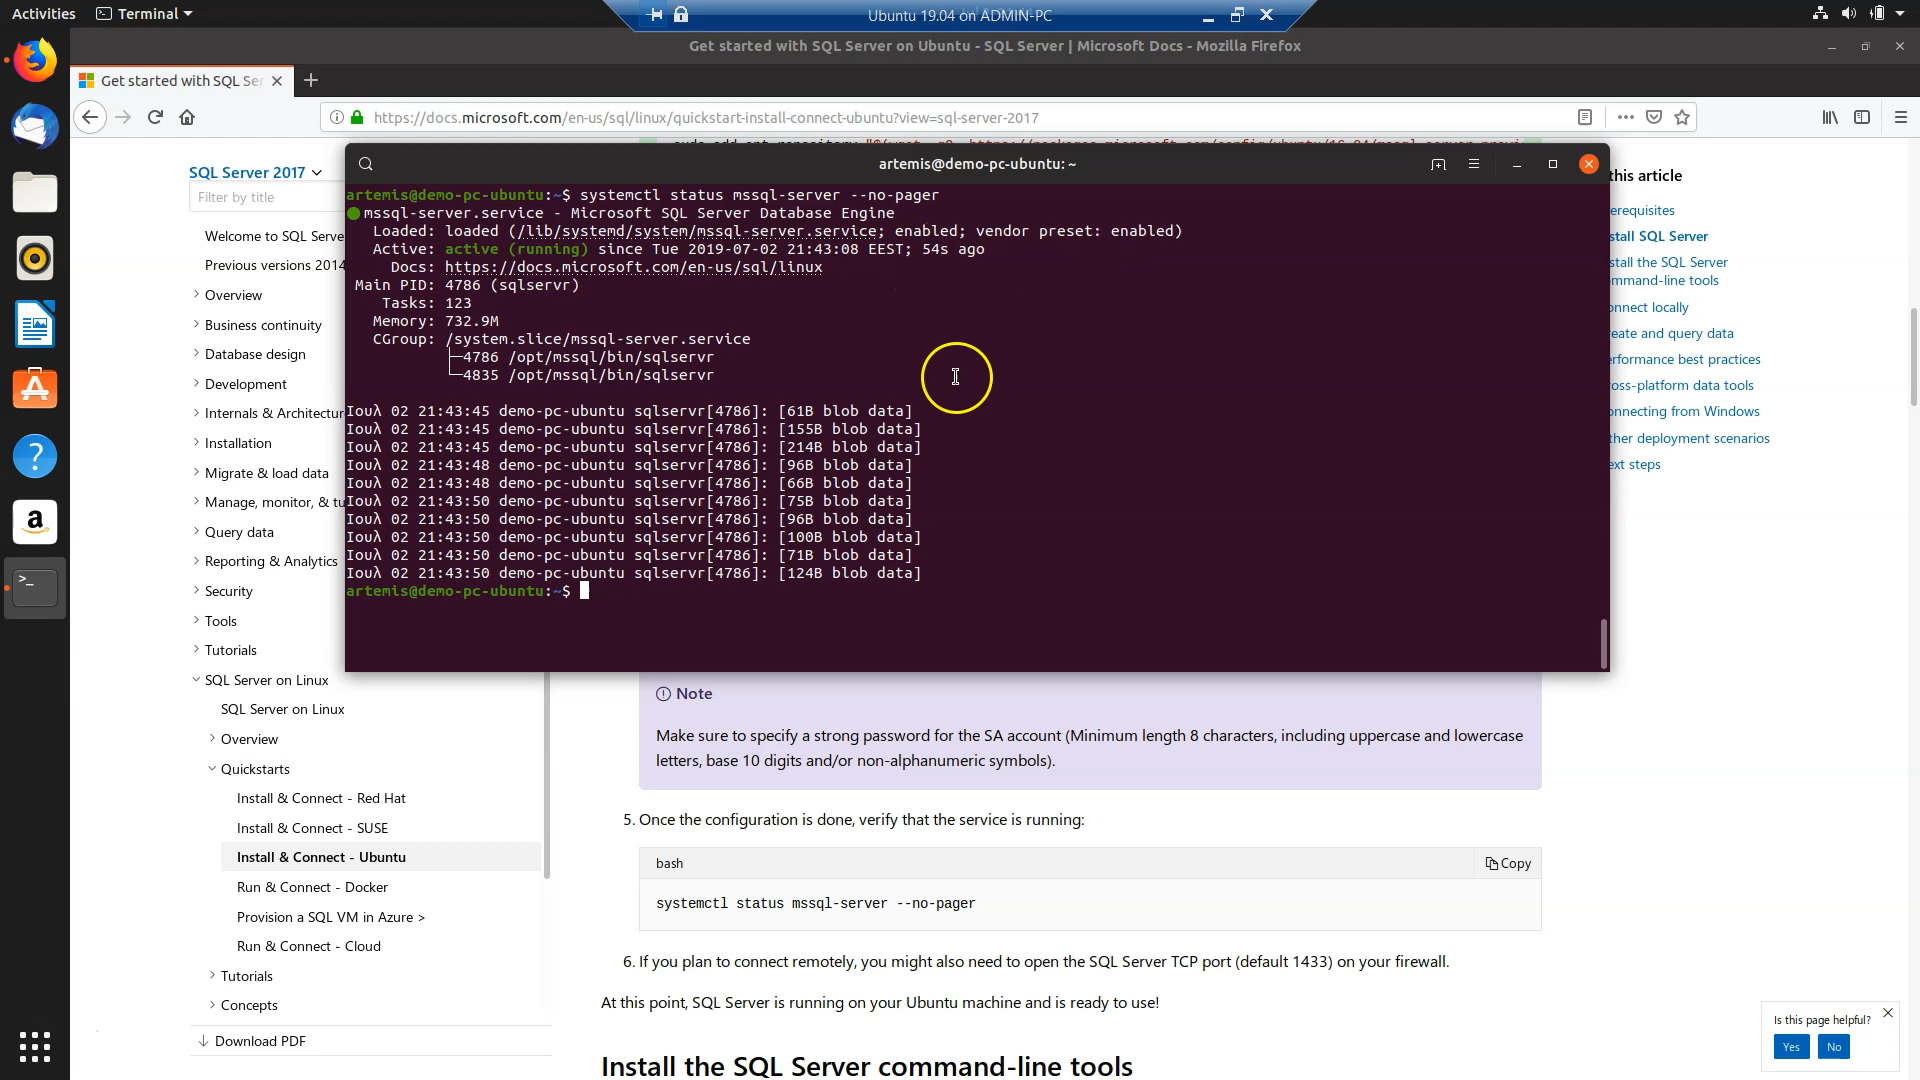 Activities
Terminal
Ubuntu 19.04 on ADMIN-PC
Get started with SQL Server on Ubuntu - SQL Server | Microsoft Docs - Mozilla Firefox
Get started with SQL Ser
https://docs.microsoft.com/en-us/sql/linux/quickstart-install-connect-ubuntu?view=sql-server-2017
artemis@demo-pc-ubuntu: ~
artemis@demo-pc-ubuntu:~$ systemctl status mssql-server --no-pager
mssql-server.service - Microsoft SQL Server Database Engine
Loaded: loaded (/lib/systemd/system/mssql-server.service; enabled; vendor preset: enabled)
Active: active (running) since Tue 2019-07-02 21:43:08 EEST; 54s ago
Docs: https://docs.microsoft.com/en-us/sql/linux
Main PID: 4786 (sqlservr)
Tasks: 123
Memory: 732.9M
CGroup: /system.slice/mssql-server.service
├─4786 /opt/mssql/bin/sqlservr
└─4835 /opt/mssql/bin/sqlservr
Ιουλ 02 21:43:45 demo-pc-ubuntu sqlservr[4786]: [61B blob data]
Ιουλ 02 21:43:45 demo-pc-ubuntu sqlservr[4786]: [155B blob data]
Ιουλ 02 21:43:45 demo-pc-ubuntu sqlservr[4786]: [214B blob data]
Ιουλ 02 21:43:48 demo-pc-ubuntu sqlservr[4786]: [96B blob data]
Ιουλ 02 21:43:48 demo-pc-ubuntu sqlservr[4786]: [66B blob data]
Ιουλ 02 21:43:50 demo-pc-ubuntu sqlservr[4786]: [75B blob data]
Ιουλ 02 21:43:50 demo-pc-ubuntu sqlservr[4786]: [96B blob data]
Ιουλ 02 21:43:50 demo-pc-ubuntu sqlservr[4786]: [100B blob data]
Ιουλ 02 21:43:50 demo-pc-ubuntu sqlservr[4786]: [71B blob data]
Ιουλ 02 21:43:50 demo-pc-ubuntu sqlservr[4786]: [124B blob data]
artemis@demo-pc-ubuntu:~$
SQL Server 2017
Filter by title
Welcome to SQL Serve
Previous versions 2014
Overview
Business continuity
Database design
Development
Internals & Architectur
Installation
Migrate & load data
Manage, monitor, & tu
Query data
Reporting & Analytics
Security
Tools
Tutorials
SQL Server on Linux
SQL Server on Linux
Overview
Quickstarts
Install & Connect - Red Hat
Install & Connect - SUSE
Install & Connect - Ubuntu
Run & Connect - Docker
Provision a SQL VM in Azure >
Run & Connect - Cloud
Tutorials
Concepts
Download PDF
Note
Make sure to specify a strong password for the SA account (Minimum length 8 characters, including uppercase and lowercase
letters, base 10 digits and/or non-alphanumeric symbols).
5. Once the configuration is done, verify that the service is running:
bash
Copy
systemctl status mssql-server --no-pager
6. If you plan to connect remotely, you might also need to open the SQL Server TCP port (default 1433) on your firewall.
At this point, SQL Server is running on your Ubuntu machine and is ready to use!
Install the SQL Server command-line tools
this article
erequisites
stall SQL Server
stall the SQL Server
mmand-line tools
onnect locally
reate and query data
erformance best practices
ross-platform data tools
onnecting from Windows
ther deployment scenarios
ext steps
Is this page helpful?
Yes
No